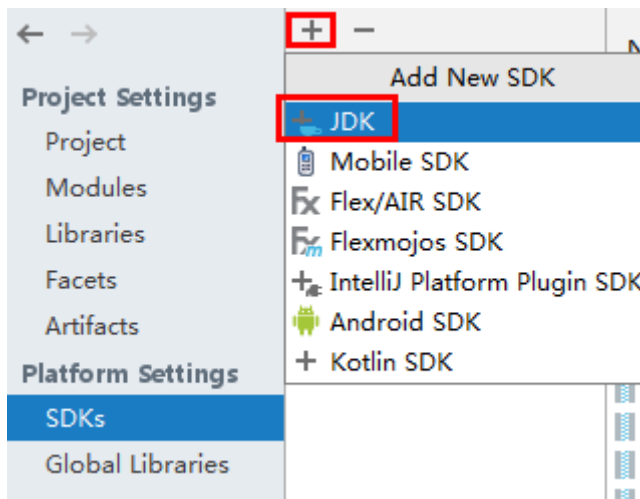 Project Settings
Project
Modules
Libraries
Facets
Artifacts
Platform Settings
SDKs
Global Libraries
Add New SDK
JDK
Mobile SDK
Flex/AIR SDK
Flexmojos SDK
IntelliJ Platform Plugin SDK
Android SDK
Kotlin SDK